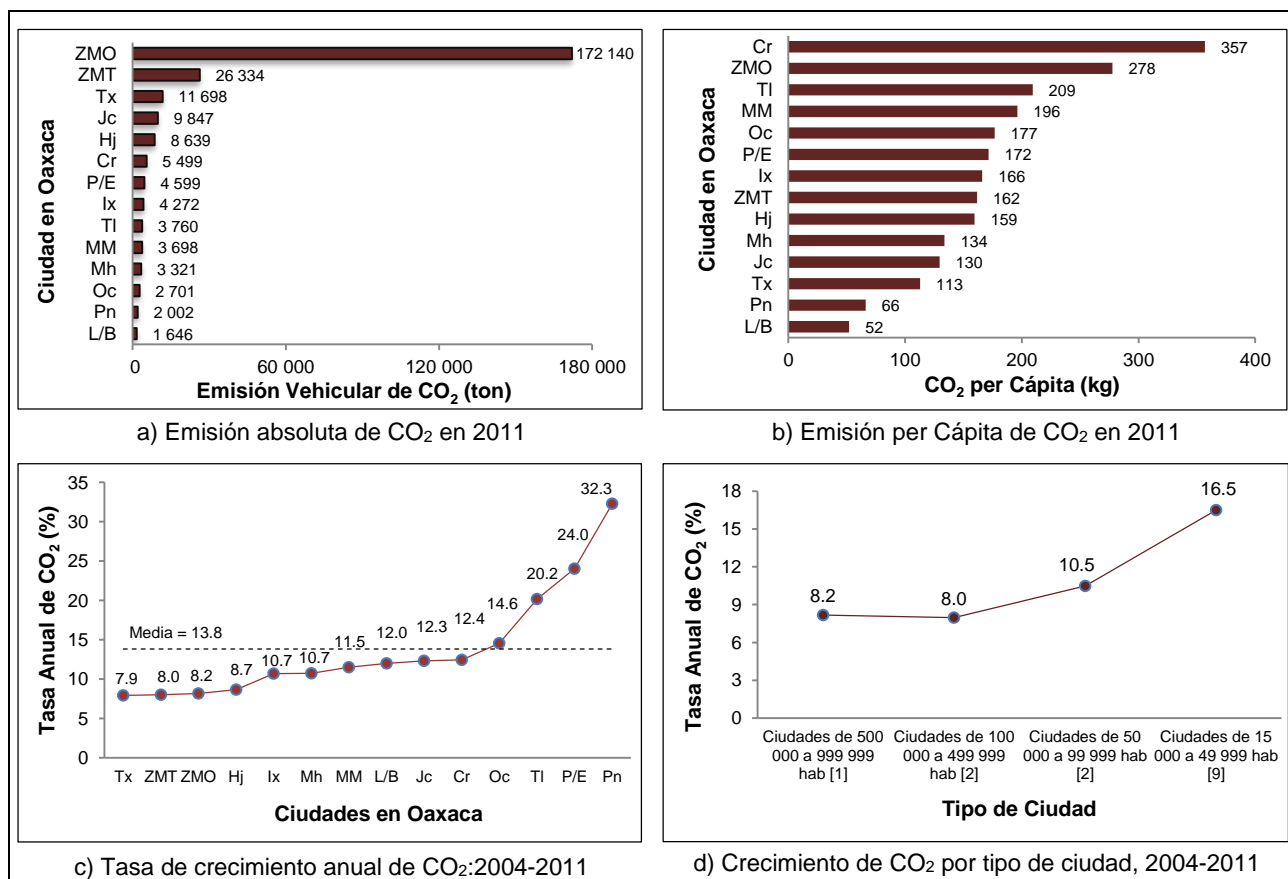 Ciudad en Oaxaca
ZMO 172 140
ZMT 26 334
Tx 11 698
Jc 9 847
Hj 8 639
Cr 5 499
P/E 4 599
Ix 4 272
Tl 3 760
MM 3 698
Mh 3 321
Oc 2 701
Pn 2 002
L/B 1 646
60 000 120 000 180 000
Emisión Vehicular de CO2 (ton)
a) Emisión absoluta de CO2 en 2011
Ciudad en Oaxaca
Cr 357
ZMO 278
Tl 209
MM 196
Oc 177
P/E 172
Ix 166
ZMT 162
Hj 159
Mh 134
Jc 130
Tx 113
Pn 66
L/B 52
0 100 200 300 400
CO2 per Cápita (kg)
b) Emisión per Cápita de CO2 en 2011
Tasa Anual de CO2 (%)
35
30
25
20
15
10
5
0
Media = 13.8
7.9 8.0 8.2 8.7 10.7 10.7 11.5 12.0 12.3 12.4 14.6 20.2 24.0 32.3
Tx ZMT ZMO Hj Ix Mh MM L/B Jc Cr Oc Tl P/E Pn
Ciudades en Oaxaca
c) Tasa de crecimiento anual de CO2:2004-2011
Tasa Anual de CO2 (%)
18
15
12
9
6
3
0
8.2 8.0 10.5 16.5
Ciudades de 500
000 a 999 999
hab [1]
Ciudades de 100
000 a 499 999
hab [2]
Ciudades de 50
000 a 99 999 hab
[2]
Ciudades de 15
000 a 49 999 hab
[9]
Tipo de Ciudad
d) Crecimiento de CO2 por tipo de ciudad, 2004-2011